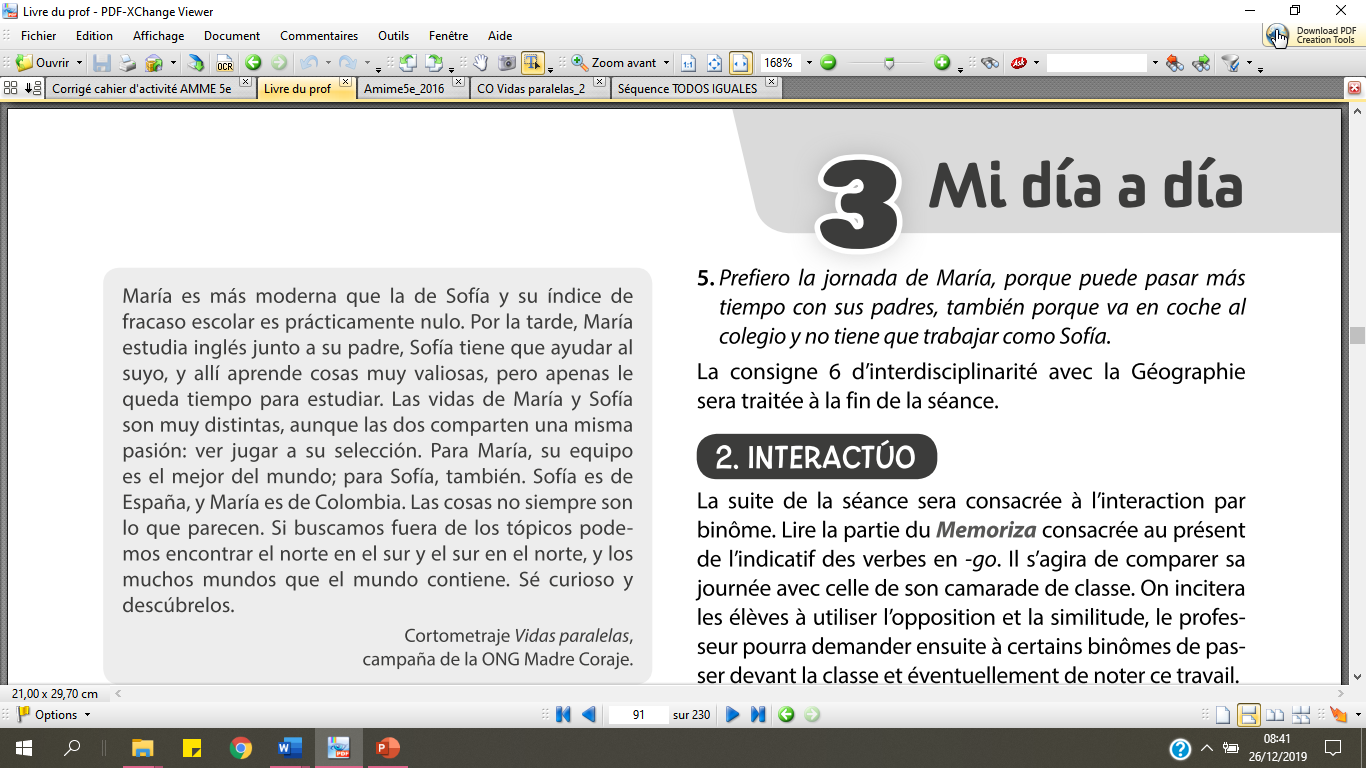 Livre du prof - PDF-XChange Viewer
Fichier Edition Affichage Document Commentaires Outils Fenêtre Aide
Download PDF
Creation Tools
Ouvrir OCR Zoom avant 168%
Corrigé cahier d'activité AMME 5e Livre du prof Amime5e_2016 CO Vidas paralelas_2 Séquence TODOS IGUALES
3 Mi día a día
María es más moderna que la de Sofía y su índice de
fracaso escolar es prácticamente nulo. Por la tarde, María
estudia inglés junto a su padre, Sofía tiene que ayudar al
suyo, y allí aprende cosas muy valiosas, pero apenas le
queda tiempo para estudiar. Las vidas de María y Sofía
son muy distintas, aunque las dos comparten una misma
pasión: ver jugar a su selección. Para María, su equipo
es el mejor del mundo; para Sofía, también. Sofía es de
España, y María es de Colombia. Las cosas no siempre son
lo que parecen. Si buscamos fuera de los tópicos pode-
mos encontrar el norte en el sur y el sur en el norte, y los
muchos mundos que el mundo contiene. Sé curioso y
descúbrelos.
Cortometraje Vidas paralelas,
campaña de la ONG Madre Coraje.
5. Prefiero la jornada de María, porque puede pasar más
tiempo con sus padres, también porque va en coche al
colegio y no tiene que trabajar como Sofía.
La consigne 6 d'interdisciplinarité avec la Géographie
sera traitée à la fin de la séance.
2. INTERACTÚO
La suite de la séance sera consacrée à l'interaction par
binôme. Lire la partie du Memoriza consacrée au présent
de l'indicatif des verbes en -go. Il s'agira de comparer sa
journée avec celle de son camarade de classe. On incitera
les élèves à utiliser l'opposition et la similitude, le profes-
seur pourra demander ensuite à certains binômes de pas-
ser devant la classe et éventuellement de noter ce travail.
21,00 x 29,70 cm
Options 91 sur 230
08:41
26/12/2019